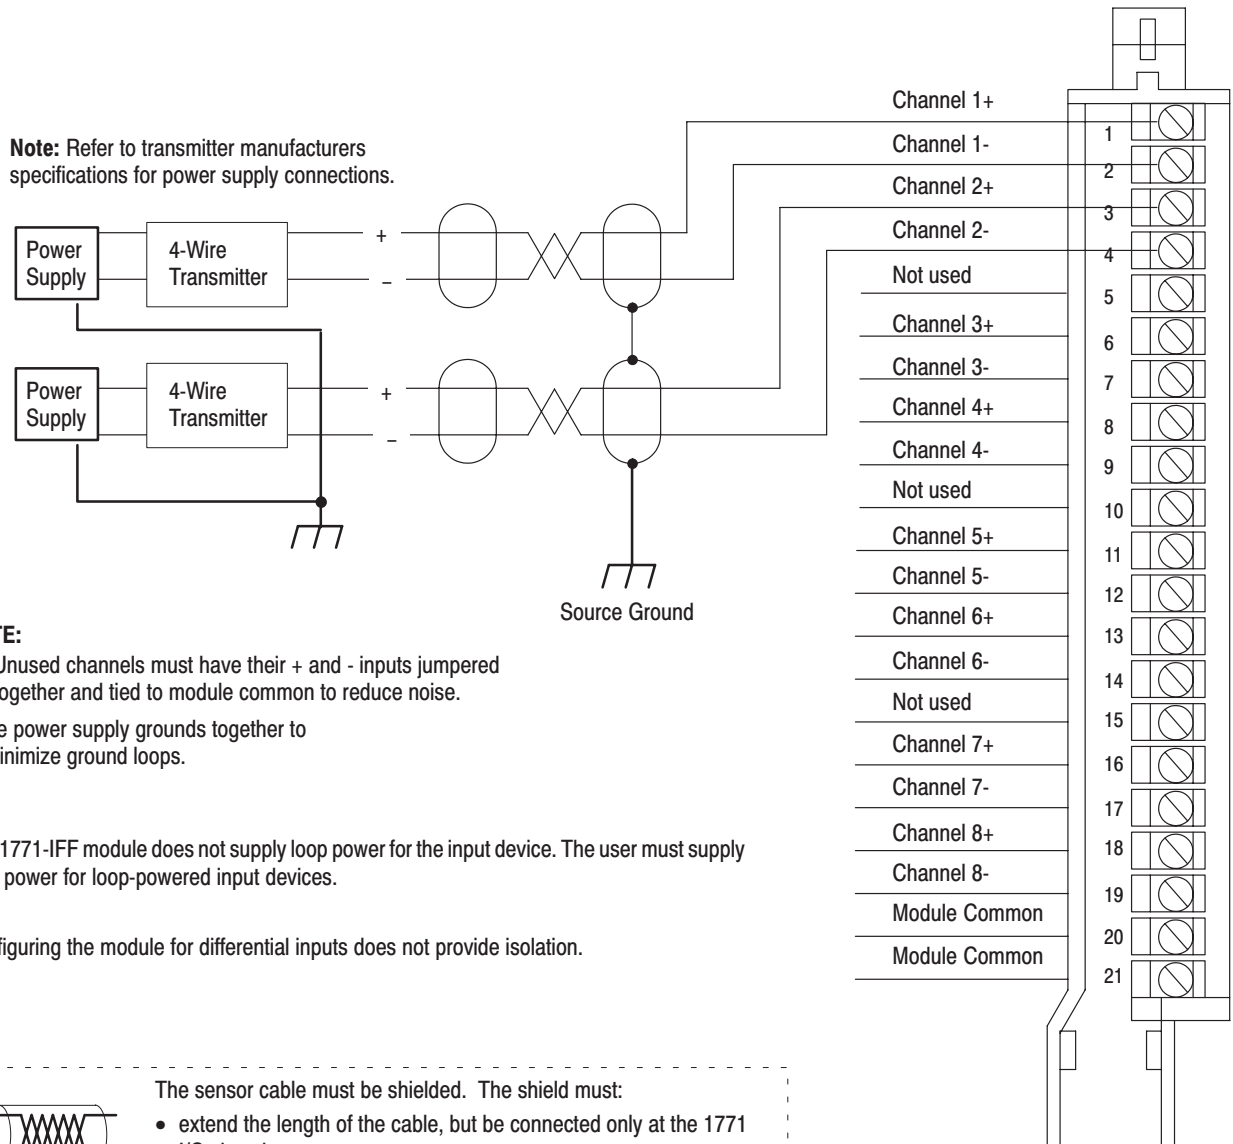 Note: Refer to transmitter manufacturers
specifications for power supply connections.
Power
Supply
4-Wire
Transmitter
+
–
Power
Supply
4-Wire
Transmitter
+
–
Source Ground
Channel 1+
1
Channel 1-
2
Channel 2+
3
Channel 2-
4
Not used
5
Channel 3+
6
Channel 3-
7
Channel 4+
8
Channel 4-
9
Not used
10
Channel 5+
11
Channel 5-
12
Channel 6+
13
Channel 6-
14
Not used
15
Channel 7+
16
Channel 7-
17
Channel 8+
18
Channel 8-
19
Module Common
20
Module Common
21
TE:
Unused channels must have their + and - inputs jumpered
ogether and tied to module common to reduce noise.
e power supply grounds together to
inimize ground loops.
1771-IFF module does not supply loop power for the input device. The user must supply
power for loop-powered input devices.
figuring the module for differential inputs does not provide isolation.
The sensor cable must be shielded. The shield must:
• extend the length of the cable, but be connected only at the 1771